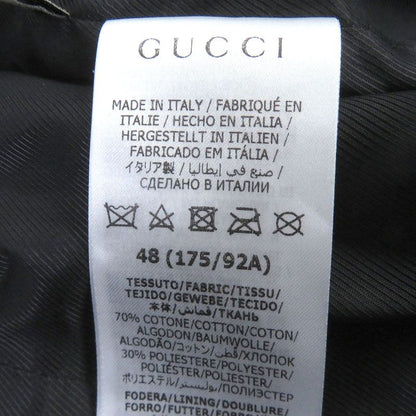 GUCCI
MADE IN ITALY / FABRIQUÉ EN
ITALIE / HECHO EN ITALIA /
HERGESTELLT IN ITALIEN /
FABRICADO EM ITÁLIA /
イタリア製 / صنع في إيطاليا /
СДЕЛАНО В ИТАЛИИ
48 (175/92A)
TESSUTO/FABRIC/TISSU/
TEJIDO/GEWEBE/TECIDO/
本体/قماش/ТКАНЬ
70% COTONE/COTTON/COTON/
ALGODON/BAUMWOLLE/
ALGODÃO/コットン/قطن/ХЛОПОК
30% POLIESTERE/POLYESTER/
POLIÉSTER/POLYESTER/
POLIÉSTER/
ポリエステル/بوليستر/ПОЛИЭСТЕР
FODERA/LINING/DOUBLURE
FORRO/FUTTER/FORRO